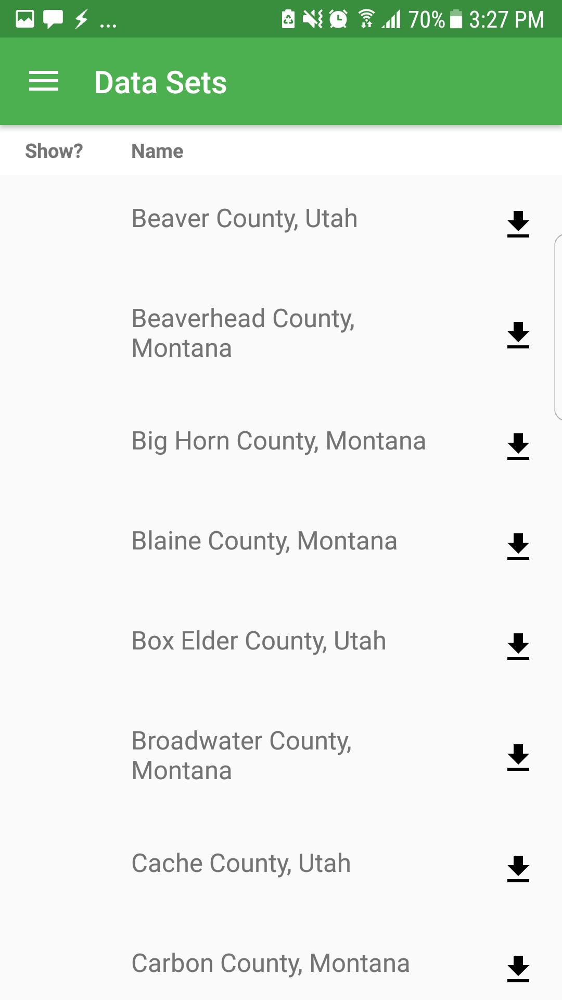 ... 70% 3:27 PM
Data Sets
Show? Name
Beaver County, Utah
Beaverhead County,
Montana
Big Horn County, Montana
Blaine County, Montana
Box Elder County, Utah
Broadwater County,
Montana
Cache County, Utah
Carbon County, Montana